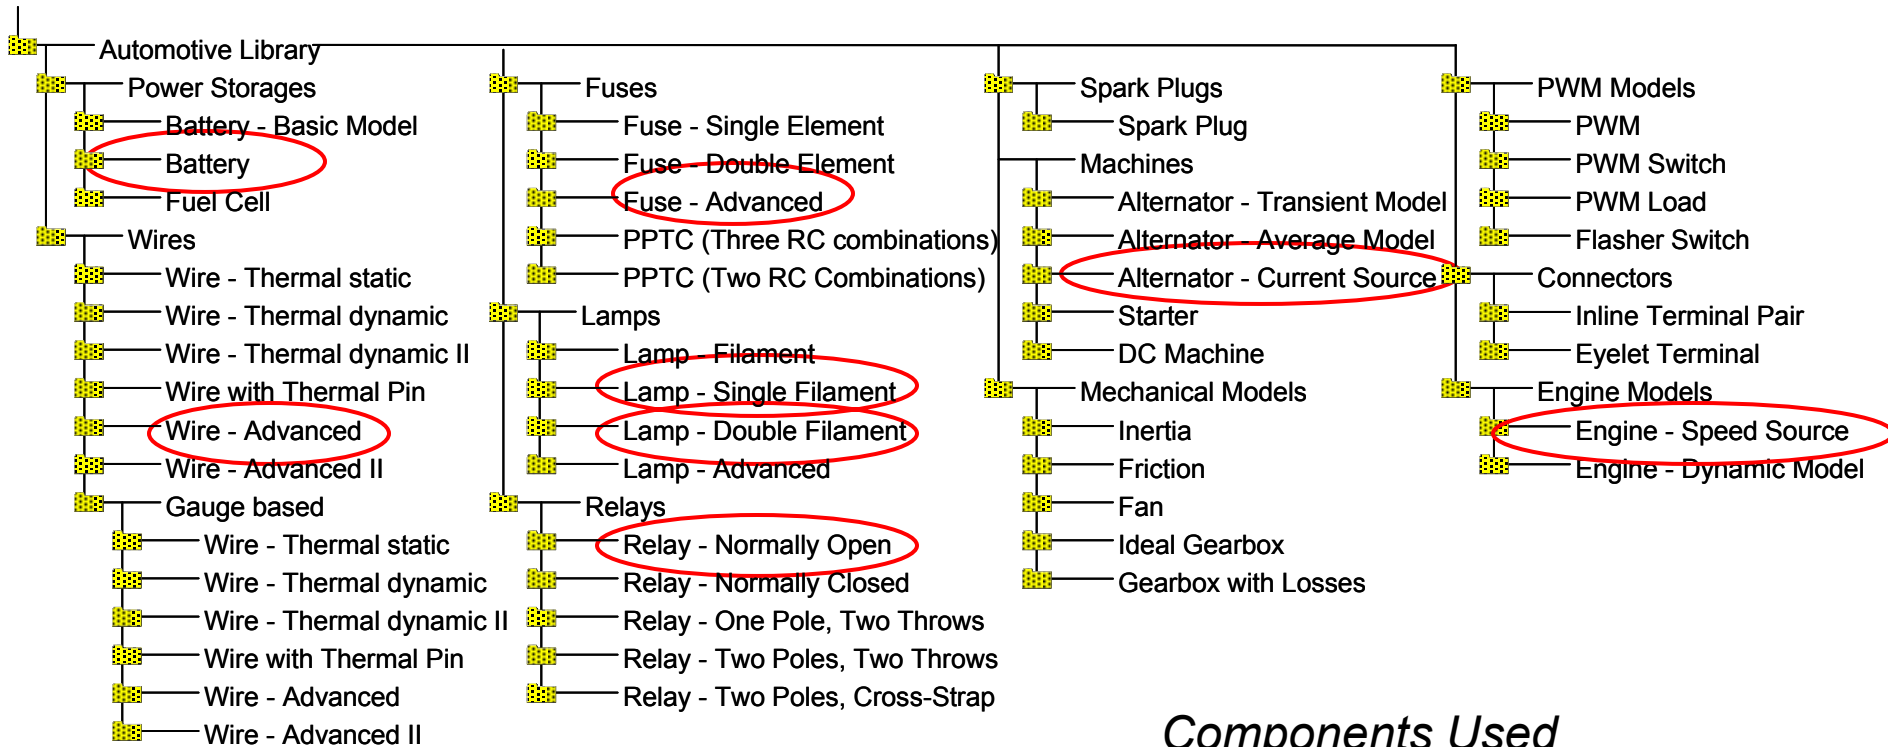 Automotive Library
Power Storages
Battery - Basic Model
Battery
Fuel Cell
Wires
Wire - Thermal static
Wire - Thermal dynamic
Wire - Thermal dynamic II
Wire with Thermal Pin
Wire - Advanced
Wire - Advanced II
Gauge based
Wire - Thermal static
Wire - Thermal dynamic
Wire - Thermal dynamic II
Wire with Thermal Pin
Wire - Advanced
Wire - Advanced II
Fuses
Fuse - Single Element
Fuse - Double Element
Fuse - Advanced
PPTC (Three RC combinations)
PPTC (Two RC Combinations)
Lamps
Lamp - Filament
Lamp - Single Filament
Lamp - Double Filament
Lamp - Advanced
Relays
Relay - Normally Open
Relay - Normally Closed
Relay - One Pole, Two Throws
Relay - Two Poles, Two Throws
Relay - Two Poles, Cross-Strap
Spark Plugs
Spark Plug
Machines
Alternator - Transient Model
Alternator - Average Model
Alternator - Current Source
Starter
DC Machine
Mechanical Models
Inertia
Friction
Fan
Ideal Gearbox
Gearbox with Losses
PWM Models
PWM
PWM Switch
PWM Load
Flasher Switch
Connectors
Inline Terminal Pair
Eyelet Terminal
Engine Models
Engine - Speed Source
Engine - Dynamic Model
Components Used